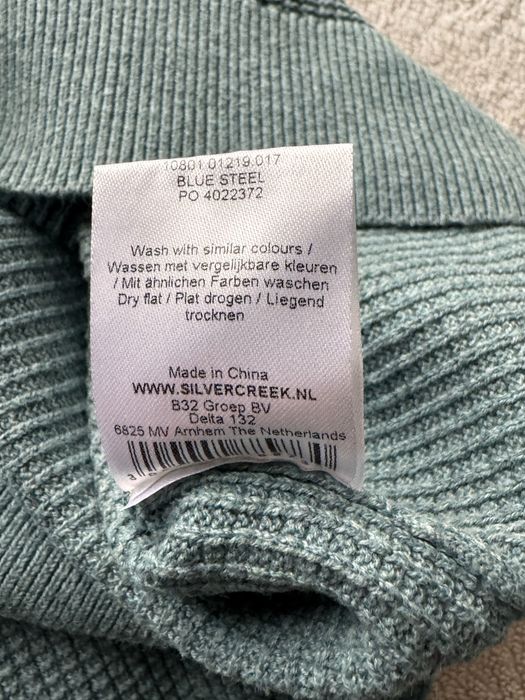 10801.01219.017
BLUE STEEL
PO 4022372
Wash with similar colours /
Wassen met vergelijkbare kleuren
/ Mit ähnlichen Farben waschen
Dry flat / Plat drogen / Liegend
trocknen
Made in China
WWW.SILVERCREEK.NL
B32 Groep BV
Delta 132
6825 MV Arnhem The Netherlands